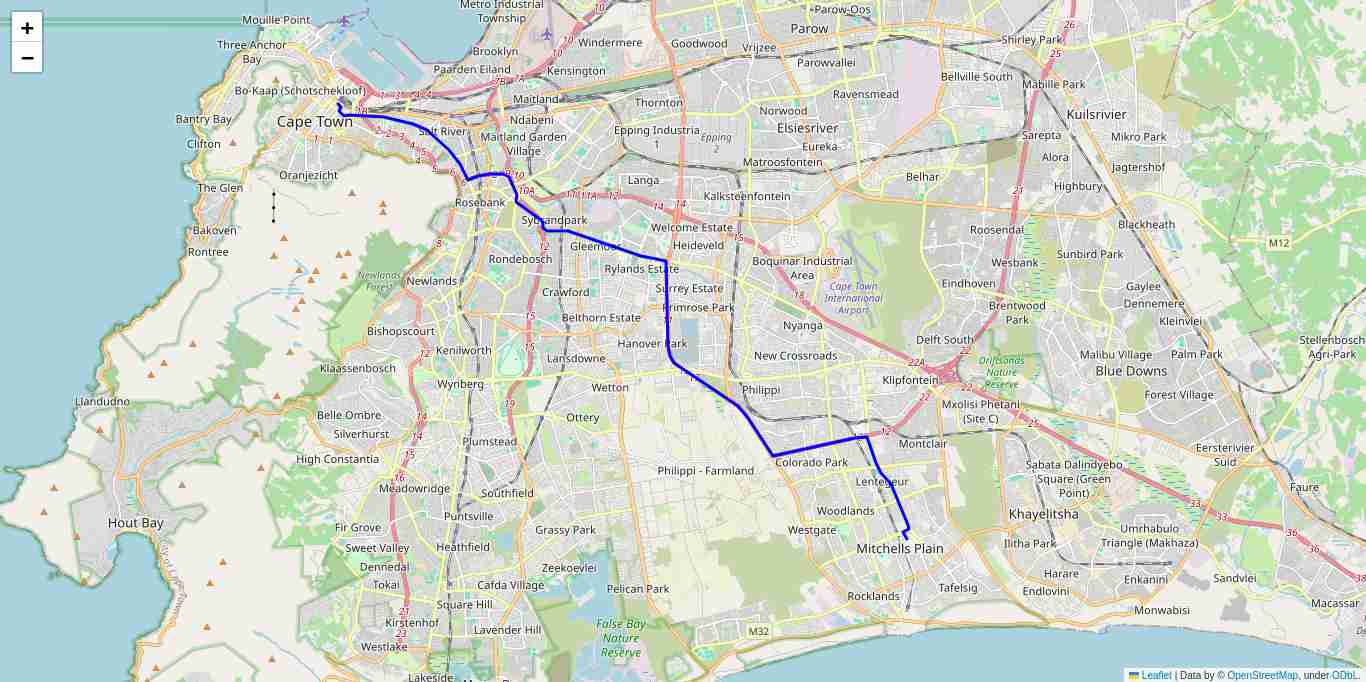 +
−
Mouille Point
Metro Industrial
Township
Parow-Oos
Three Anchor
Bay
Brooklyn
Windermere
Goodwood
Vrijzee
Parow
Shirley Park
Paarden Eiland
Kensington
Parowvallei
Bellville South
Mabille Park
Bo-Kaap (Schotschekloof)
Maitland
Thornton
Ravensmead
Norwood
Kuilsrivier
Bantry Bay
Cape Town
Salt River
Ndabeni
Epping Industria
1
Epping
2
Elsiesriver
Sarepta
Mikro Park
Clifton
Maitland Garden
Village
Eureka
Matroosfontein
Alora
Jagtershof
Oranjezicht
Langa
Belhar
Highbury
The Glen
Rosebank
Kalksteenfontein
Bakoven
Sybrandpark
Welcome Estate
Roosendal
Blackheath
Rontree
Gleemoor
Heideveld
M12
Rondebosch
Rylands Estate
Boquinar Industrial
Area
Wesbank
Sunbird Park
Newlands
Forest
Newlands
Crawford
Surrey Estate
Cape Town
International
Airport
Eindhoven
Gaylee
Dennemere
Belthorn Estate
Primrose Park
Brentwood
Park
Kleinvlei
Bishopscourt
Nyanga
Hanover Park
Delft South
Stellenbosch
Agri-Park
Kenilworth
Lansdowne
New Crossroads
Malibu Village
Palm Park
Klaassenbosch
Driftsands
Nature
Reserve
Blue Downs
Wynberg
Wetton
Philippi
Klipfontein
Forest Village
Llandudno
Belle Ombre
Ottery
Mxolisi Phetani
(Site C)
Silverhurst
Plumstead
Montclair
Eersterivier
Suid
High Constantia
Philippi - Farmland
Colorado Park
Sabata Dalindyebo
Square (Green
Point)
Meadowridge
Southfield
Lentegeur
Faure
Hout Bay
Puntsville
Woodlands
Khayelitsha
Fir Grove
Grassy Park
Westgate
Umrhabulo
Triangle (Makhaza)
Sweet Valley
Heathfield
Mitchells Plain
Ilitha Park
Dennedal
Zeekoevlei
Harare
Enkanini
Sandvlei
Tokai
Cafda Village
Pelican Park
Rocklands
Tafelsig
Endlovini
Macassar
Square Hill
Monwabisi
Kirstenhof
Lavender Hill
False Bay
Nature
Reserve
M32
Westlake
Lakeside
Leaflet | Data by © OpenStreetMap, under ODbL.